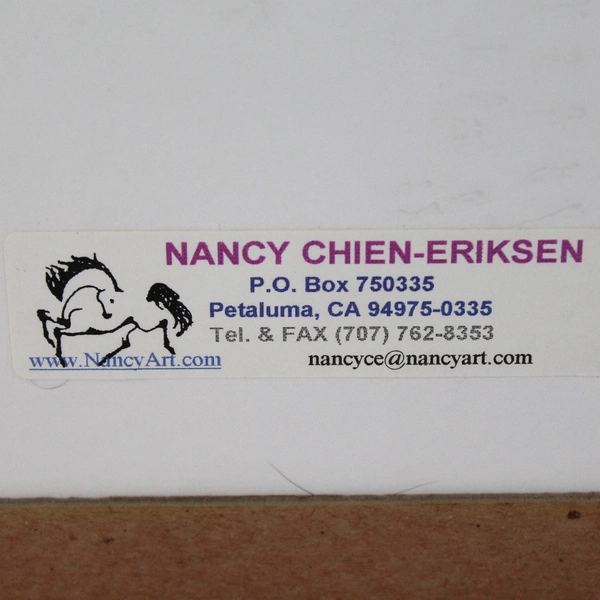 NANCY CHIEN-ERIKSEN
P.O. Box 750335
Petaluma, CA 94975-0335
Tel. & FAX (707) 762-8353
www.NancyArt.com nancyce@nancyart.com